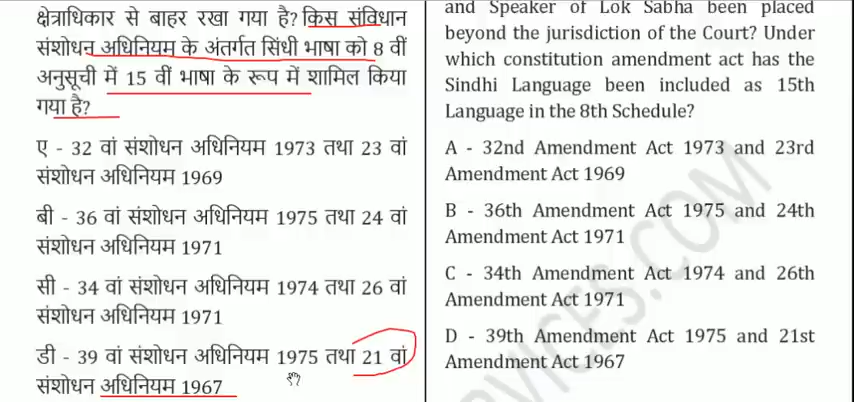 क्षेत्राधिकार से बाहर रखा गया है? किस संविधान
संशोधन अधिनियम के अंतर्गत सिंधी भाषा को 8 वीं
अनुसूची में 15 वीं भाषा के रूप में शामिल किया
गया है?
ए - 32 वां संशोधन अधिनियम 1973 तथा 23 वां
संशोधन अधिनियम 1969
बी - 36 वां संशोधन अधिनियम 1975 तथा 24 वां
संशोधन अधिनियम 1971
सी - 34 वां संशोधन अधिनियम 1974 तथा 26 वां
संशोधन अधिनियम 1971
डी - 39 वां संशोधन अधिनियम 1975 तथा 21 वां
संशोधन अधिनियम 1967
and Speaker of Lok Sabha been placed
beyond the jurisdiction of the Court? Under
which constitution amendment act has the
Sindhi Language been included as 15th
Language in the 8th Schedule?
A - 32nd Amendment Act 1973 and 23rd
Amendment Act 1969
B - 36th Amendment Act 1975 and 24th
Amendment Act 1971
C - 34th Amendment Act 1974 and 26th
Amendment Act 1971
D - 39th Amendment Act 1975 and 21st
Amendment Act 1967